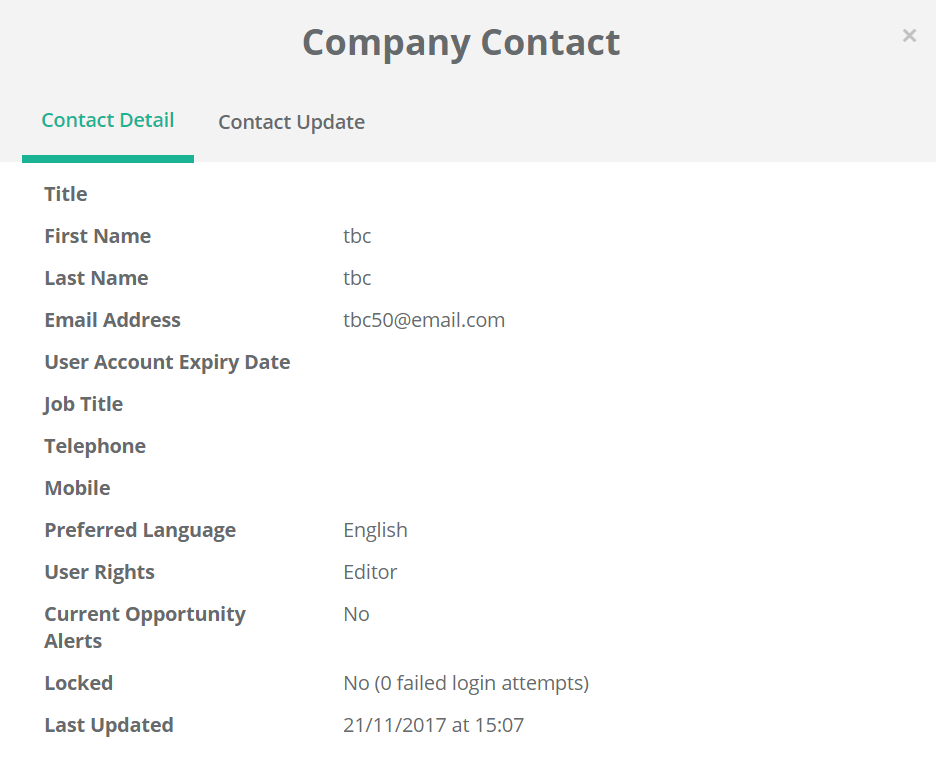 Company Contact
×
Contact Detail Contact Update
Title
First Name tbc
Last Name tbc
Email Address tbc50@email.com
User Account Expiry Date
Job Title
Telephone
Mobile
Preferred Language English
User Rights Editor
Current Opportunity No
Alerts
Locked No (0 failed login attempts)
Last Updated 21/11/2017 at 15:07